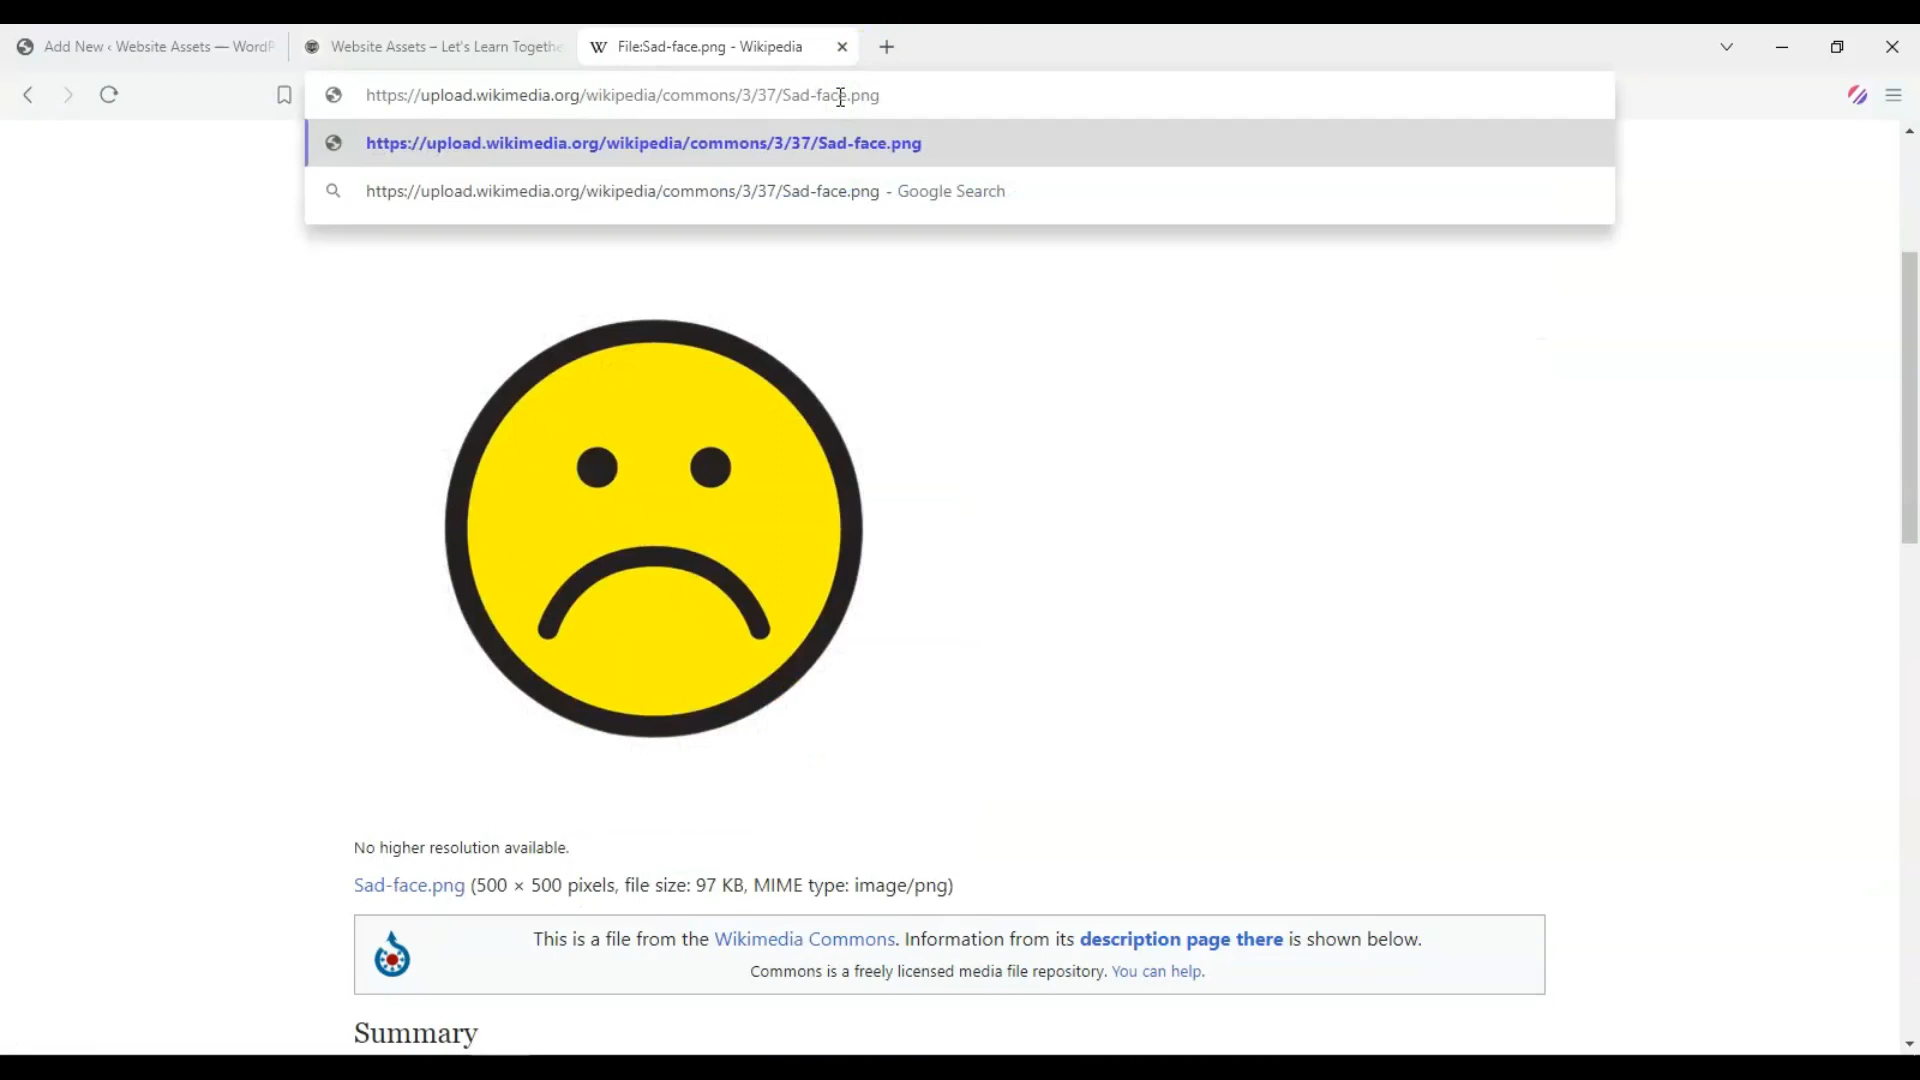 Add New ‹ Website Assets — WordP
Website Assets – Let's Learn Togethe
W File:Sad-face.png - Wikipedia
https://upload.wikimedia.org/wikipedia/commons/3/37/Sad-face.png
https://upload.wikimedia.org/wikipedia/commons/3/37/Sad-face.png
https://upload.wikimedia.org/wikipedia/commons/3/37/Sad-face.png - Google Search
No higher resolution available.
Sad-face.png (500 × 500 pixels, file size: 97 KB, MIME type: image/png)
This is a file from the Wikimedia Commons. Information from its description page there is shown below.
Commons is a freely licensed media file repository. You can help.
Summary